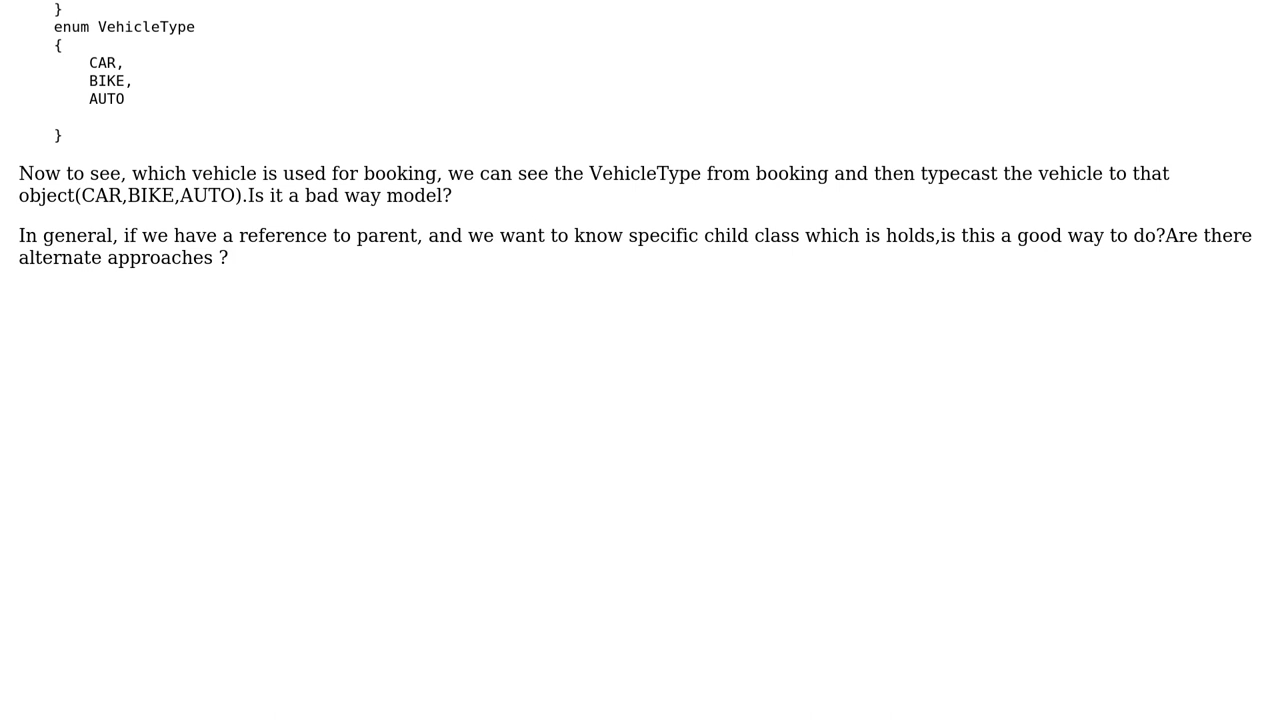 }
enum VehicleType
{
CAR,
BIKE,
AUTO
}
Now to see, which vehicle is used for booking, we can see the VehicleType from booking and then typecast the vehicle to that
object(CAR,BIKE,AUTO).Is it a bad way model?
In general, if we have a reference to parent, and we want to know specific child class which is holds,is this a good way to do?Are there
alternate approaches ?